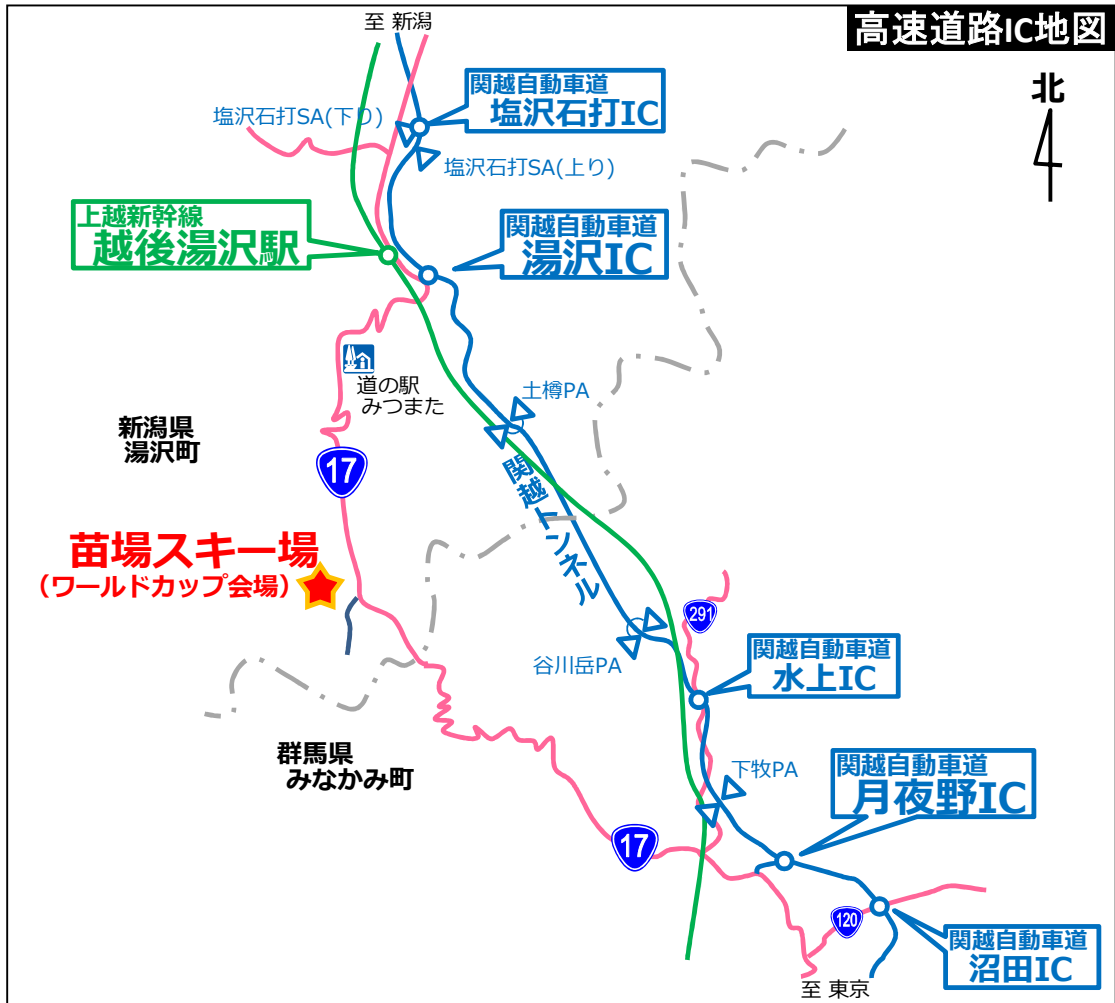 高速道路IC地図
至 新潟
北
関越自動車道
塩沢石打IC
塩沢石打SA(下り)
塩沢石打SA(上り)
上越新幹線
越後湯沢駅
関越自動車道
湯沢IC
道の駅
みつまた
土樽PA
新潟県
湯沢町
17
関越トンネル
苗場スキー場
（ワールドカップ会場）
291
谷川岳PA
関越自動車道
水上IC
群馬県
みなかみ町
下牧PA
関越自動車道
月夜野IC
17
120
関越自動車道
沼田IC
至 東京